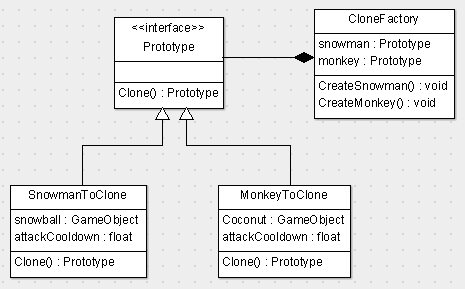 <<interface>>
Prototype
Clone() : Prototype
CloneFactory
snowman : Prototype
monkey : Prototype
CreateSnowman() : void
CreateMonkey() : void
SnowmanToClone
snowball : GameObject
attackCooldown : float
Clone() : Prototype
MonkeyToClone
Coconut : GameObject
attackCooldown : float
Clone() : Prototype